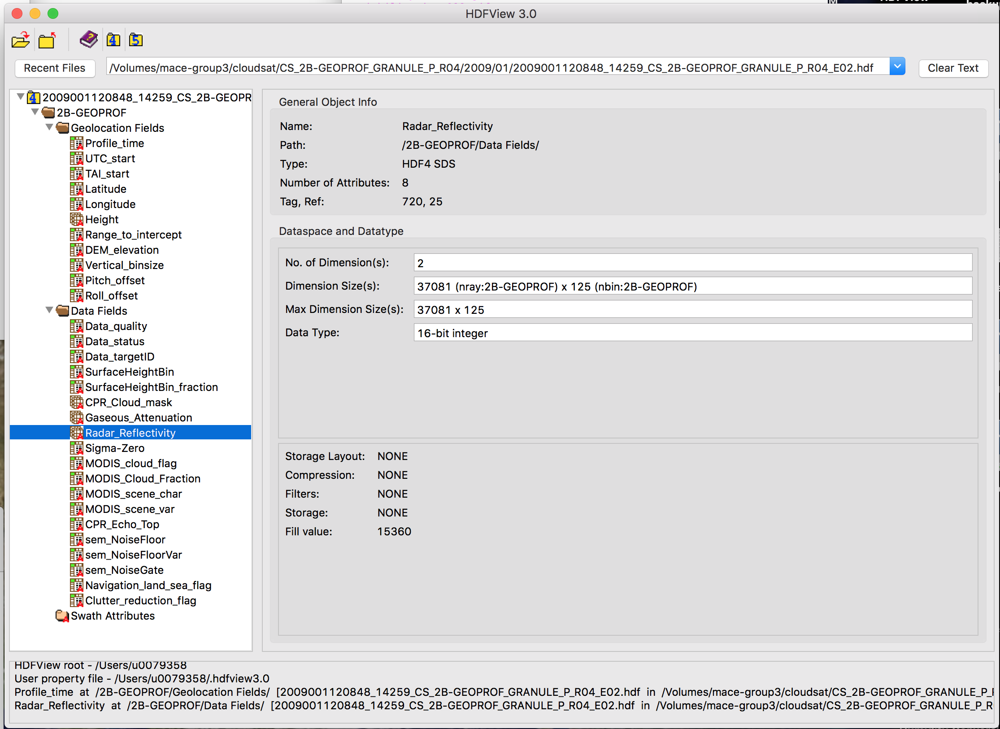 HDFView 3.0
4
5
Recent Files
/Volumes/mace-group3/cloudsat/CS_2B-GEOPROF_GRANULE_P_R04/2009/01/2009001120848_14259_CS_2B-GEOPROF_GRANULE_P_R04_E02.hdf
Clear Text
4 2009001120848_14259_CS_2B-GEOPR
2B-GEOPROF
Geolocation Fields
Profile_time
UTC_start
TAI_start
Latitude
Longitude
Height
Range_to_intercept
DEM_elevation
Vertical_binsize
Pitch_offset
Roll_offset
Data Fields
Data_quality
Data_status
Data_targetID
SurfaceHeightBin
SurfaceHeightBin_fraction
CPR_Cloud_mask
Gaseous_Attenuation
Radar_Reflectivity
Sigma-Zero
MODIS_cloud_flag
MODIS_Cloud_Fraction
MODIS_scene_char
MODIS_scene_var
CPR_Echo_Top
sem_NoiseFloor
sem_NoiseFloorVar
sem_NoiseGate
Navigation_land_sea_flag
Clutter_reduction_flag
Swath Attributes
General Object Info
Name: Radar_Reflectivity
Path: /2B-GEOPROF/Data Fields/
Type: HDF4 SDS
Number of Attributes: 8
Tag, Ref: 720, 25
Dataspace and Datatype
No. of Dimension(s): 2
Dimension Size(s): 37081 (nray:2B-GEOPROF) x 125 (nbin:2B-GEOPROF)
Max Dimension Size(s): 37081 x 125
Data Type: 16-bit integer
Storage Layout: NONE
Compression: NONE
Filters: NONE
Storage: NONE
Fill value: 15360
HDFView root - /Users/u0079358
User property file - /Users/u0079358/.hdfview3.0
Profile_time at /2B-GEOPROF/Geolocation Fields/ [2009001120848_14259_CS_2B-GEOPROF_GRANULE_P_R04_E02.hdf in /Volumes/mace-group3/cloudsat/CS_2B-GEOPROF_GRANULE_P_
Radar_Reflectivity at /2B-GEOPROF/Data Fields/ [2009001120848_14259_CS_2B-GEOPROF_GRANULE_P_R04_E02.hdf in /Volumes/mace-group3/cloudsat/CS_2B-GEOPROF_GRANULE_P_R